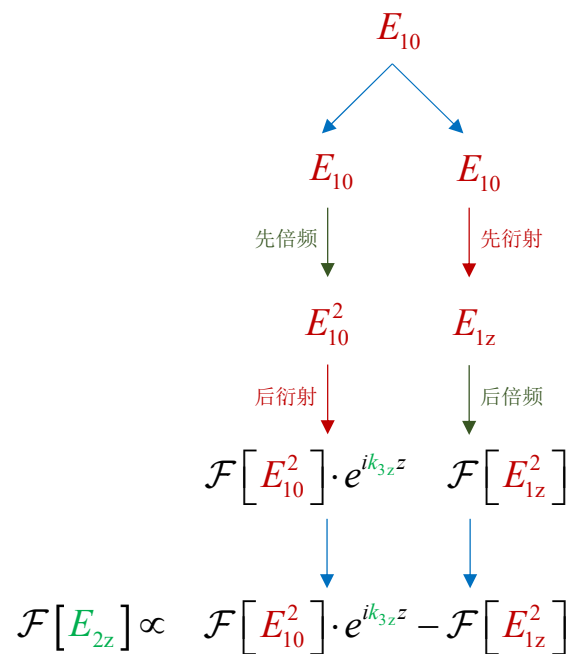 E₁₀
E₁₀ E₁₀
先倍频 先衍射
E₁₀² E₁z
后衍射 后倍频
ℱ[E₁₀²]·e^{ik₃z z} ℱ[E₁z²]
ℱ[E₂z] ∝ ℱ[E₁₀²]·e^{ik₃z z} − ℱ[E₁z²]